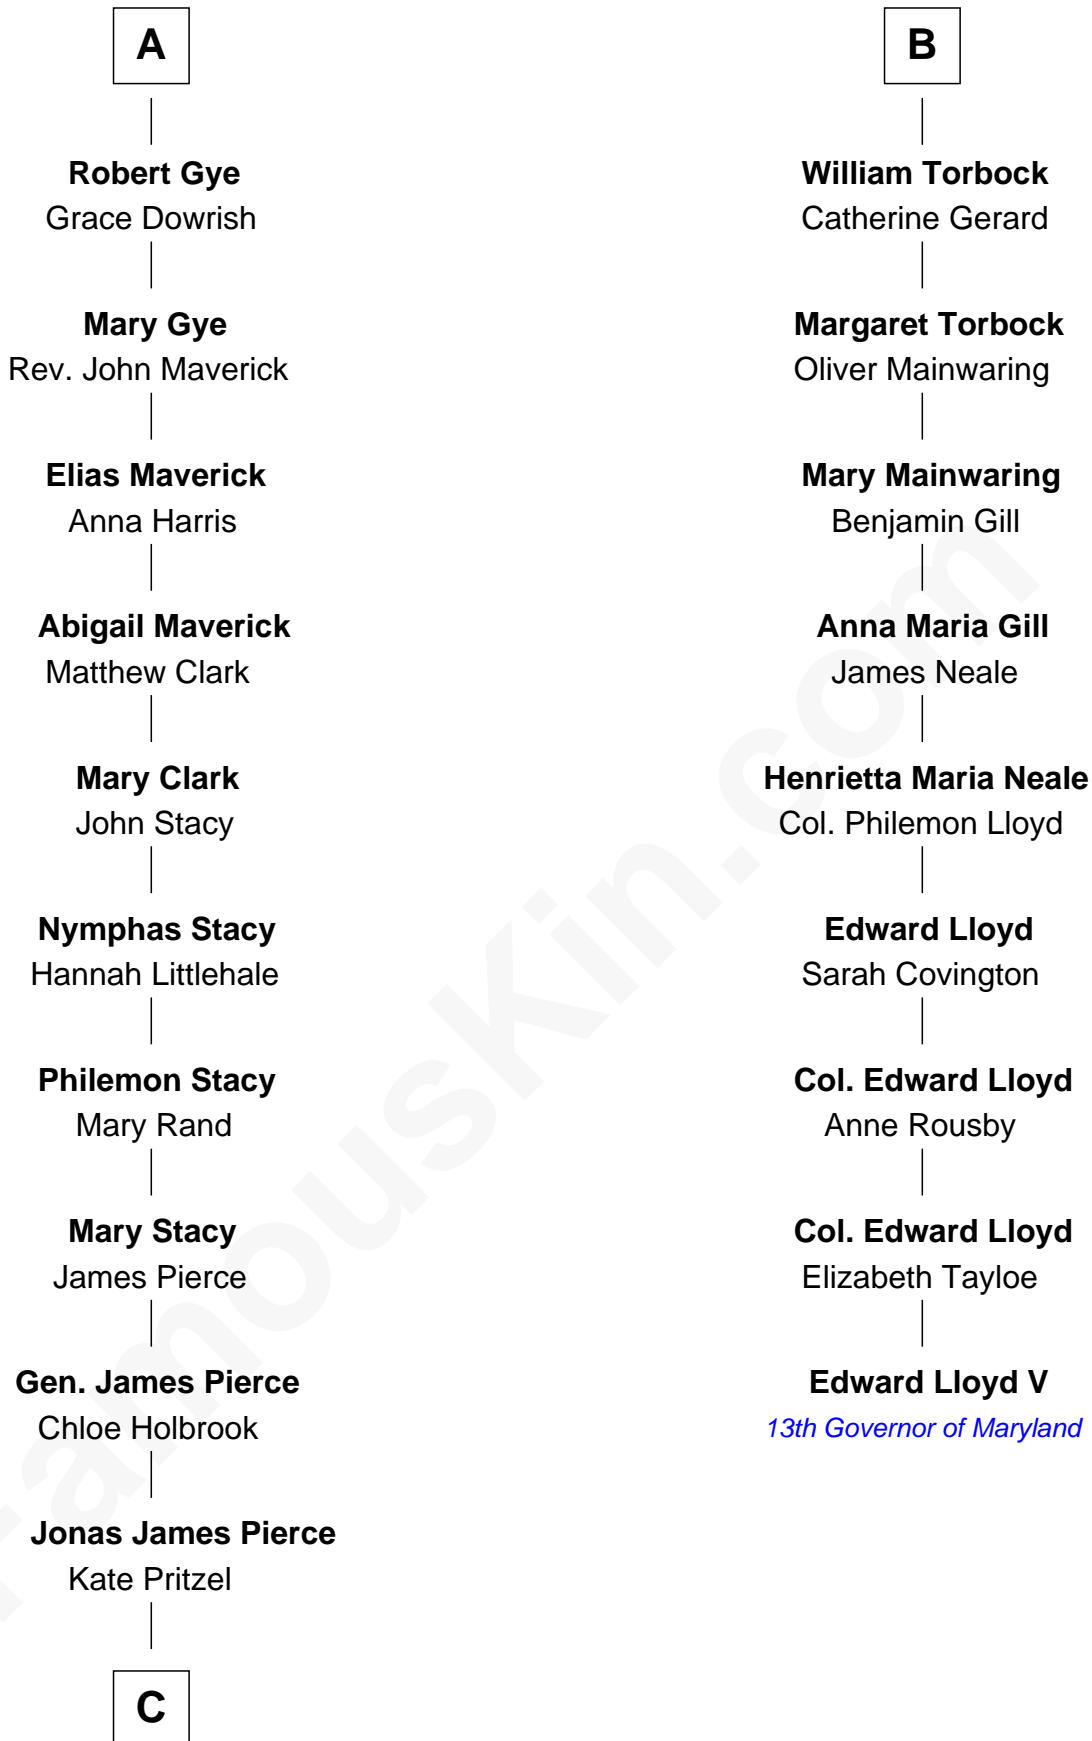 A
Robert Gye
Grace Dowrish
Mary Gye
Rev. John Maverick
Elias Maverick
Anna Harris
Abigail Maverick
Matthew Clark
Mary Clark
John Stacy
Nymphas Stacy
Hannah Littlehale
Philemon Stacy
Mary Rand
Mary Stacy
James Pierce
Gen. James Pierce
Chloe Holbrook
Jonas James Pierce
Kate Pritzel
C
B
William Torbock
Catherine Gerard
Margaret Torbock
Oliver Mainwaring
Mary Mainwaring
Benjamin Gill
Anna Maria Gill
James Neale
Henrietta Maria Neale
Col. Philemon Lloyd
Edward Lloyd
Sarah Covington
Col. Edward Lloyd
Anne Rousby
Col. Edward Lloyd
Elizabeth Tayloe
Edward Lloyd V
13th Governor of Maryland
FamousKin.com